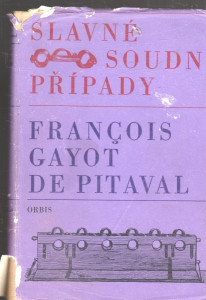 SLAVNÉ
SOUDN
PŘÍPADY
FRANÇOIS
GAYOT
DE PITAVAL
ORBIS